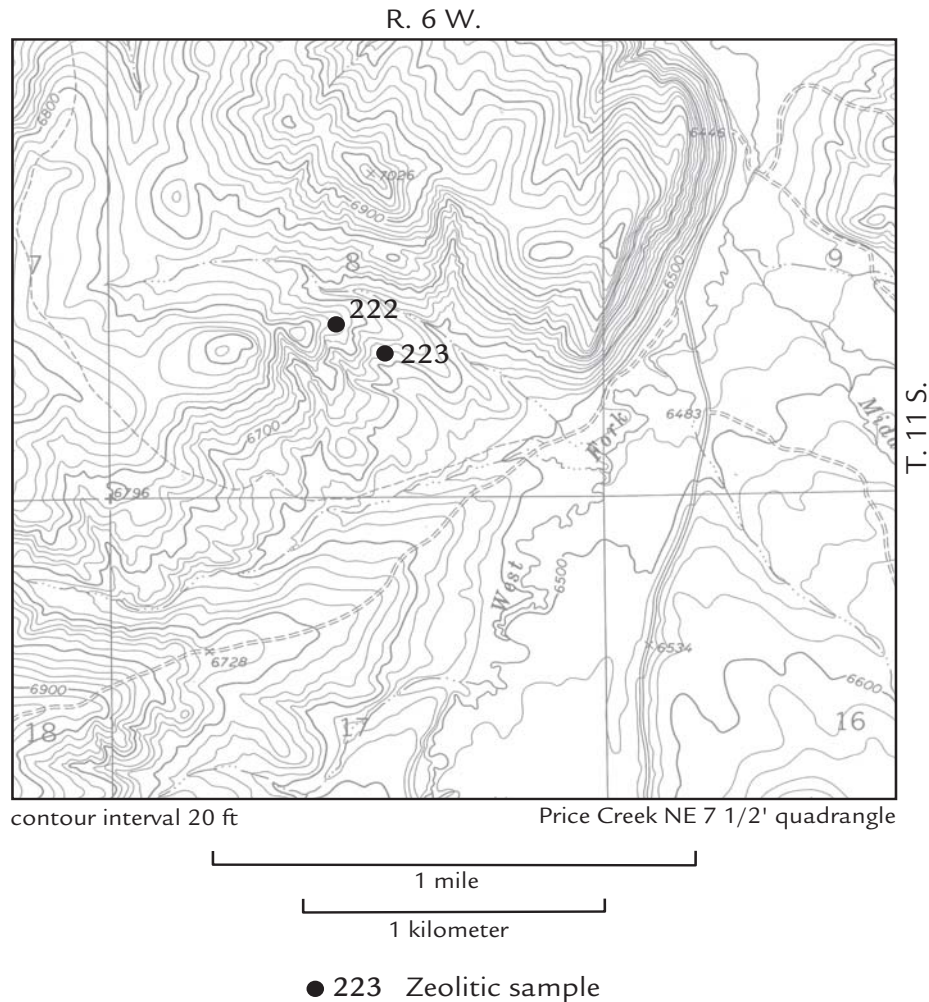 R. 6 W.
6800
6446
7026
6900
7
8
9
6500
222
223
6700
6483
Fork
T. 11 S.
6796
West
6500
6728
6534
6900
6600
18
17
16
contour interval 20 ft
Price Creek NE 7 1/2' quadrangle
1 mile
1 kilometer
223 Zeolitic sample